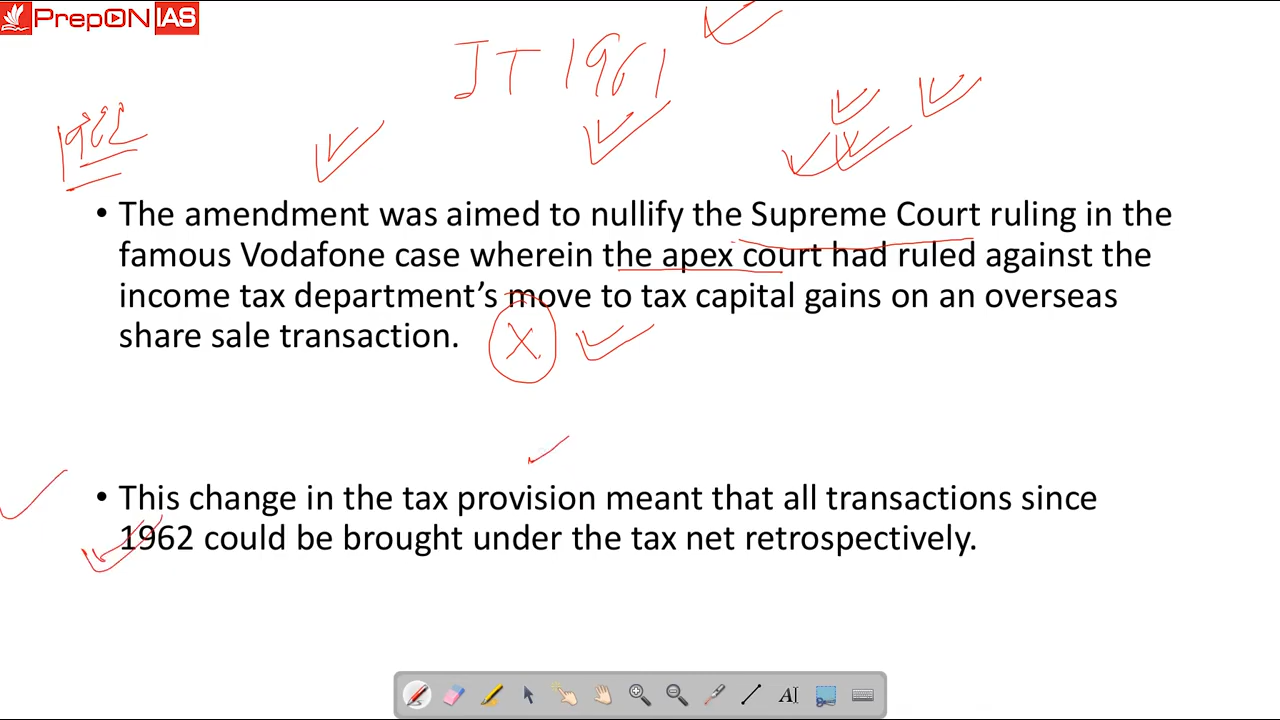 PrepON IAS
IT 1961
1962
• The amendment was aimed to nullify the Supreme Court ruling in the
famous Vodafone case wherein the apex court had ruled against the
income tax department’s move to tax capital gains on an overseas
share sale transaction.
X
• This change in the tax provision meant that all transactions since
1962 could be brought under the tax net retrospectively.
AI